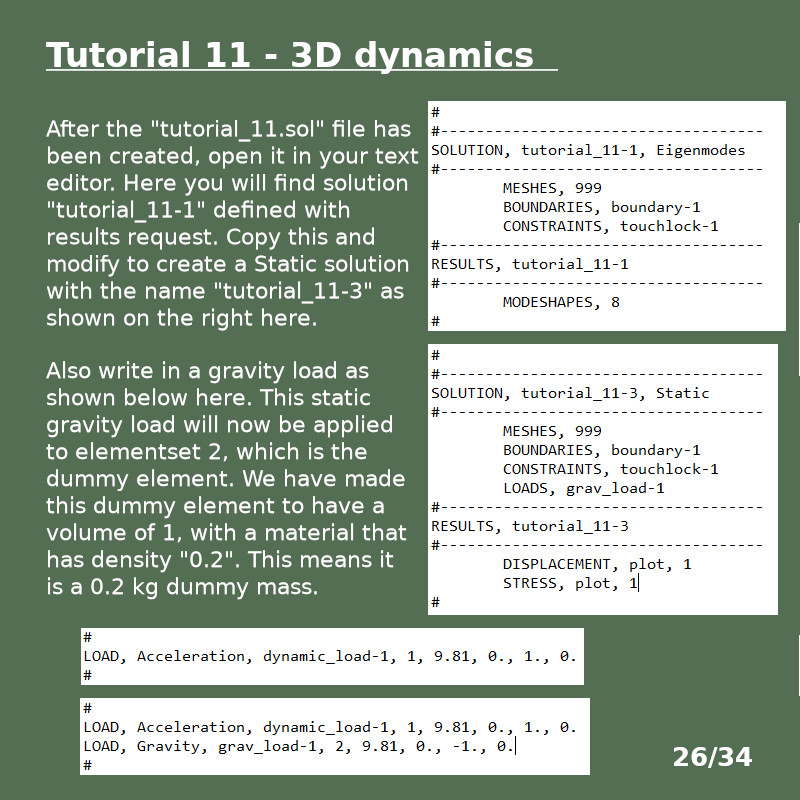 Tutorial 11 - 3D dynamics
After the "tutorial_11.sol" file has
been created, open it in your text
editor. Here you will find solution
"tutorial_11-1" defined with
results request. Copy this and
modify to create a Static solution
with the name "tutorial_11-3" as
shown on the right here.
Also write in a gravity load as
shown below here. This static
gravity load will now be applied
to elementset 2, which is the
dummy element. We have made
this dummy element to have a
volume of 1, with a material that
has density "0.2". This means it
is a 0.2 kg dummy mass.
#
#------------------------------------
SOLUTION, tutorial_11-1, Eigenmodes
#------------------------------------
MESHES, 999
BOUNDARIES, boundary-1
CONSTRAINTS, touchlock-1
#------------------------------------
RESULTS, tutorial_11-1
#------------------------------------
MODESHAPES, 8
#
#
#------------------------------------
SOLUTION, tutorial_11-3, Static
#------------------------------------
MESHES, 999
BOUNDARIES, boundary-1
CONSTRAINTS, touchlock-1
LOADS, grav_load-1
#------------------------------------
RESULTS, tutorial_11-3
#------------------------------------
DISPLACEMENT, plot, 1
STRESS, plot, 1
#
#
LOAD, Acceleration, dynamic_load-1, 1, 9.81, 0., 1., 0.
#
#
LOAD, Acceleration, dynamic_load-1, 1, 9.81, 0., 1., 0.
LOAD, Gravity, grav_load-1, 2, 9.81, 0., -1., 0.
#
26/34